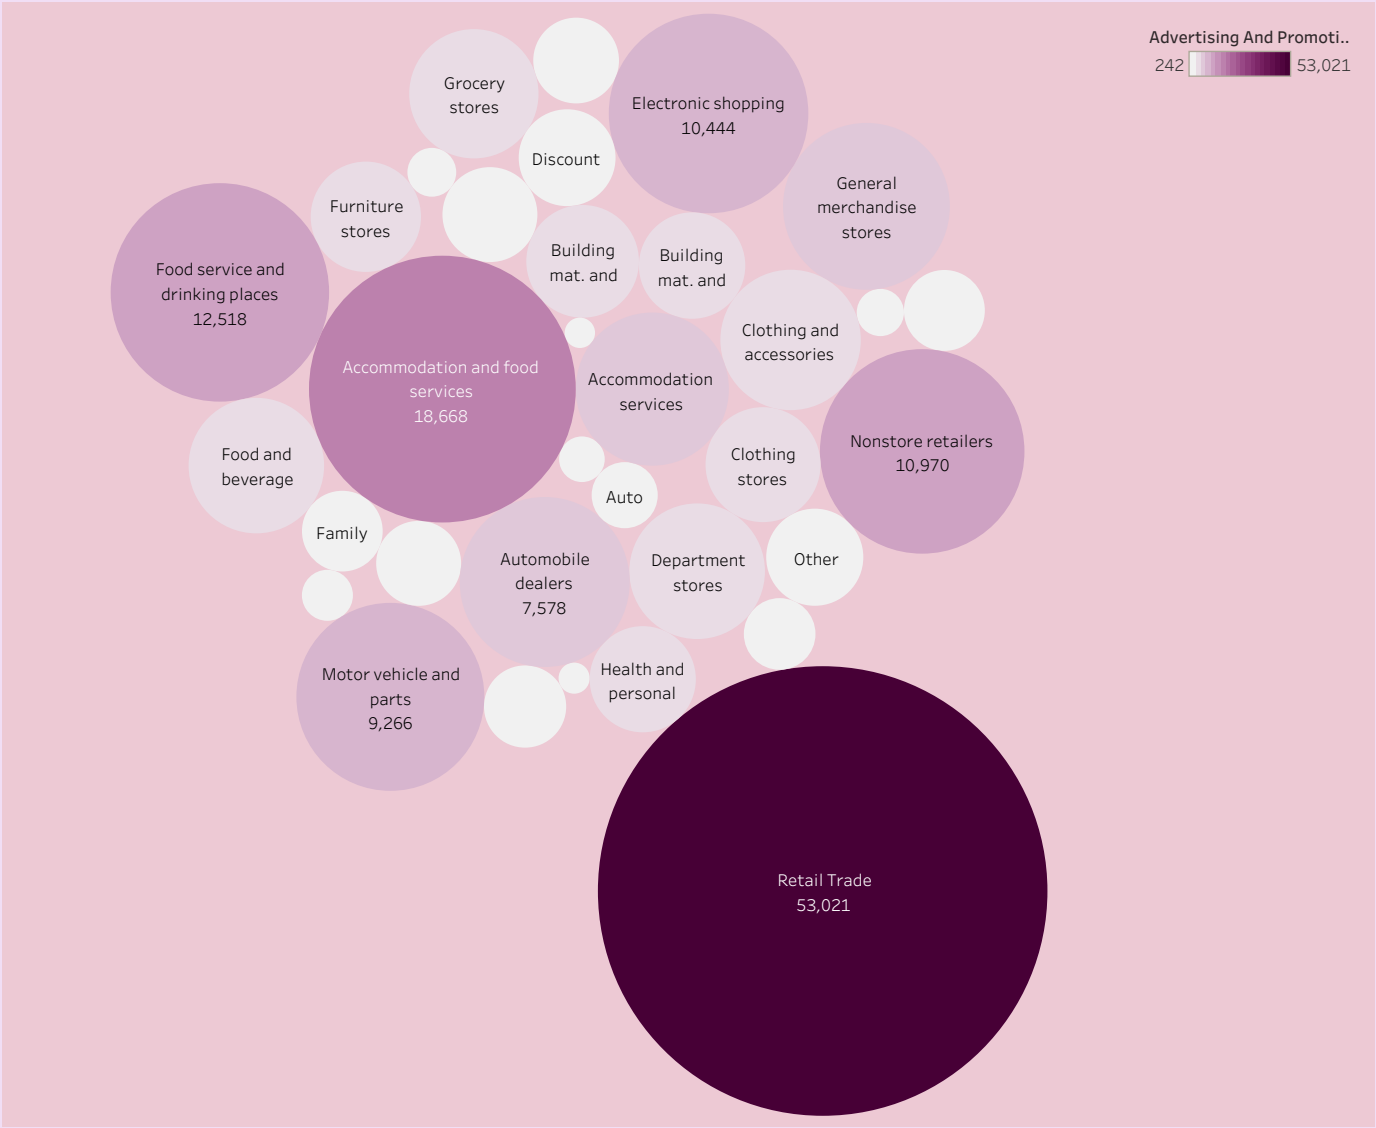 Advertising And Promoti..
242
53,021
Grocery
stores
Electronic shopping
10,444
Discount
General
merchandise
stores
Furniture
stores
Building
mat. and
Building
mat. and
Food service and
drinking places
12,518
Clothing and
accessories
Accommodation and food
services
18,668
Accommodation
services
Nonstore retailers
10,970
Food and
beverage
Clothing
stores
Auto
Family
Automobile
dealers
7,578
Department
stores
Other
Motor vehicle and
parts
9,266
Health and
personal
Retail Trade
53,021